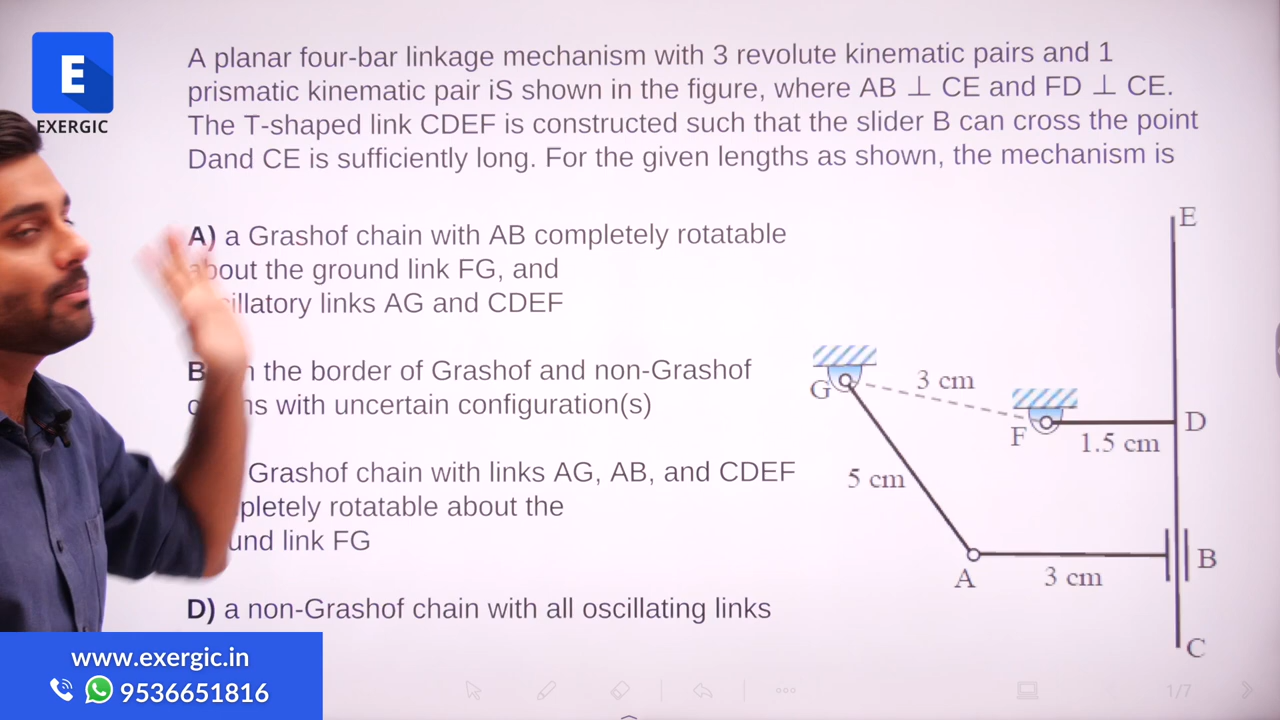 E
EXERGIC
A planar four-bar linkage mechanism with 3 revolute kinematic pairs and 1
prismatic kinematic pair iS shown in the figure, where AB ⊥ CE and FD ⊥ CE.
The T-shaped link CDEF is constructed such that the slider B can cross the point
Dand CE is sufficiently long. For the given lengths as shown, the mechanism is
A) a Grashof chain with AB completely rotatable
about the ground link FG, and
illatory links AG and CDEF
B the border of Grashof and non-Grashof
with uncertain configuration(s)
Grashof chain with links AG, AB, and CDEF
pletely rotatable about the
und link FG
D) a non-Grashof chain with all oscillating links
E
G
3 cm
F
D
1.5 cm
5 cm
B
A
3 cm
C
www.exergic.in
9536651816
1/7